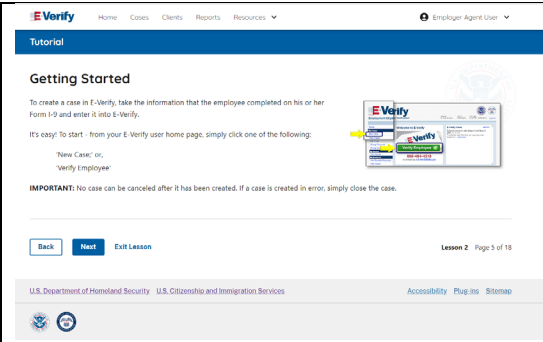 E-Verify Home Cases Clients Reports Resources Employer Agent User
Tutorial
Getting Started
To create a case in E-Verify, take the information that the employee completed on his or her
Form I-9 and enter it into E-Verify.
It's easy! To start - from your E-Verify user home page, simply click one of the following:
'New Case;' or,
'Verify Employee'
IMPORTANT: No case can be canceled after it has been created. If a case is created in error, simply close the case.
E-Verify
Verify Employee
Back Next Exit Lesson Lesson 2 Page 5 of 18
U.S. Department of Homeland Security U.S. Citizenship and Immigration Services Accessibility Plug-ins Sitemap